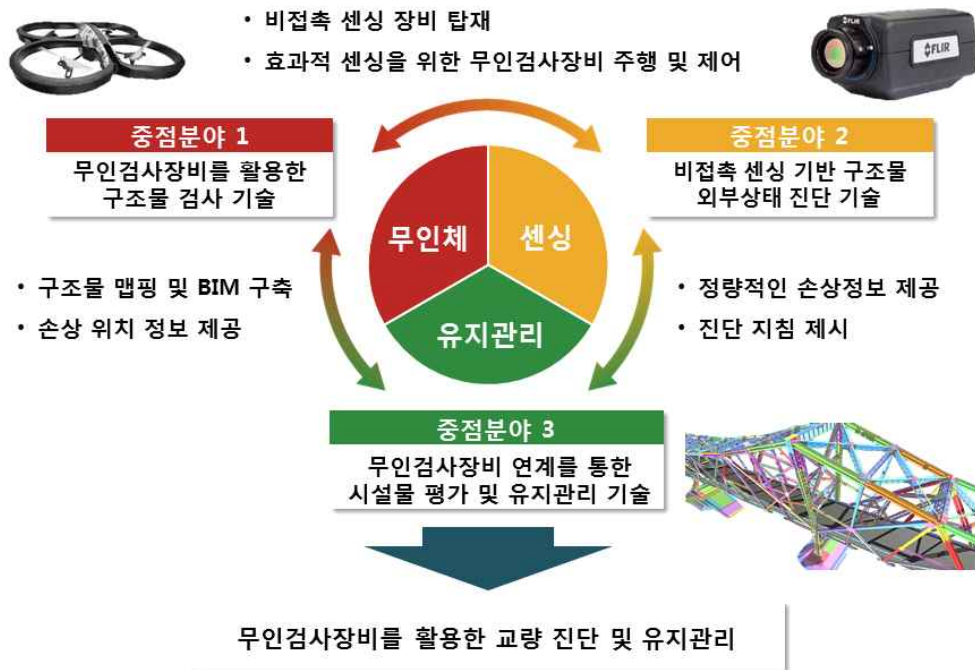 • 비접촉 센싱 장비 탑재
• 효과적 센싱을 위한 무인검사장비 주행 및 제어
FLIR
중점분야 1
무인검사장비를 활용한
구조물 검사 기술
중점분야 2
비접촉 센싱 기반 구조물
외부상태 진단 기술
무인체
센싱
유지관리
• 구조물 맵핑 및 BIM 구축
• 손상 위치 정보 제공
• 정량적인 손상정보 제공
• 진단 지침 제시
중점분야 3
무인검사장비 연계를 통한
시설물 평가 및 유지관리 기술
무인검사장비를 활용한 교량 진단 및 유지관리